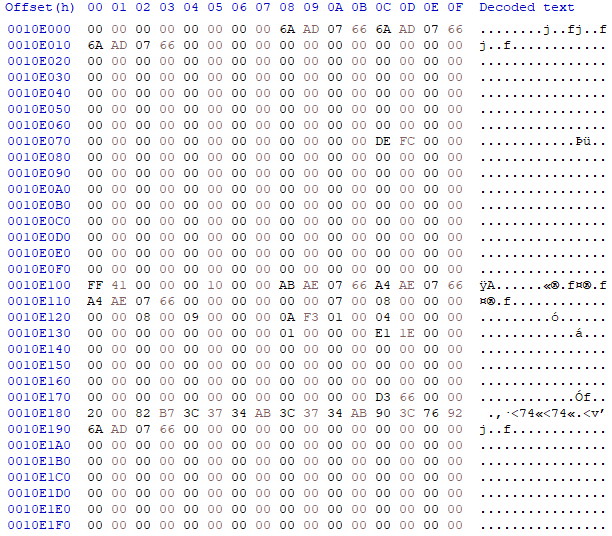 Offset(h) 00 01 02 03 04 05 06 07 08 09 0A 0B 0C 0D 0E 0F Decoded text
0010E000 00 00 00 00 00 00 00 00 6A AD 07 66 6A AD 07 66 ........j..fj..f
0010E010 6A AD 07 66 00 00 00 00 00 00 00 00 00 00 00 00 j..f............
0010E020 00 00 00 00 00 00 00 00 00 00 00 00 00 00 00 00 ................
0010E030 00 00 00 00 00 00 00 00 00 00 00 00 00 00 00 00 ................
0010E040 00 00 00 00 00 00 00 00 00 00 00 00 00 00 00 00 ................
0010E050 00 00 00 00 00 00 00 00 00 00 00 00 00 00 00 00 ................
0010E060 00 00 00 00 00 00 00 00 00 00 00 00 00 00 00 00 ................
0010E070 00 00 00 00 00 00 00 00 00 00 00 00 DE FC 00 00 ............Þü..
0010E080 00 00 00 00 00 00 00 00 00 00 00 00 00 00 00 00 ................
0010E090 00 00 00 00 00 00 00 00 00 00 00 00 00 00 00 00 ................
0010E0A0 00 00 00 00 00 00 00 00 00 00 00 00 00 00 00 00 ................
0010E0B0 00 00 00 00 00 00 00 00 00 00 00 00 00 00 00 00 ................
0010E0C0 00 00 00 00 00 00 00 00 00 00 00 00 00 00 00 00 ................
0010E0D0 00 00 00 00 00 00 00 00 00 00 00 00 00 00 00 00 ................
0010E0E0 00 00 00 00 00 00 00 00 00 00 00 00 00 00 00 00 ................
0010E0F0 00 00 00 00 00 00 00 00 00 00 00 00 00 00 00 00 ................
0010E100 FF 41 00 00 00 10 00 00 AB AE 07 66 A4 AE 07 66 ÿA......«®.f¤®.f
0010E110 A4 AE 07 66 00 00 00 00 00 00 07 00 08 00 00 00 ¤®.f............
0010E120 00 00 08 00 09 00 00 00 0A F3 01 00 04 00 00 00 .........ó......
0010E130 00 00 00 00 00 00 00 00 01 00 00 00 E1 1E 00 00 ............á...
0010E140 00 00 00 00 00 00 00 00 00 00 00 00 00 00 00 00 ................
0010E150 00 00 00 00 00 00 00 00 00 00 00 00 00 00 00 00 ................
0010E160 00 00 00 00 00 00 00 00 00 00 00 00 00 00 00 00 ................
0010E170 00 00 00 00 00 00 00 00 00 00 00 00 D3 66 00 00 ............Óf..
0010E180 20 00 82 B7 3C 37 34 AB 3C 37 34 AB 90 3C 76 92  .‚·<74«<74«.<v’
0010E190 6A AD 07 66 00 00 00 00 00 00 00 00 00 00 00 00 j..f............
0010E1A0 00 00 00 00 00 00 00 00 00 00 00 00 00 00 00 00 ................
0010E1B0 00 00 00 00 00 00 00 00 00 00 00 00 00 00 00 00 ................
0010E1C0 00 00 00 00 00 00 00 00 00 00 00 00 00 00 00 00 ................
0010E1D0 00 00 00 00 00 00 00 00 00 00 00 00 00 00 00 00 ................
0010E1E0 00 00 00 00 00 00 00 00 00 00 00 00 00 00 00 00 ................
0010E1F0 00 00 00 00 00 00 00 00 00 00 00 00 00 00 00 00 ................